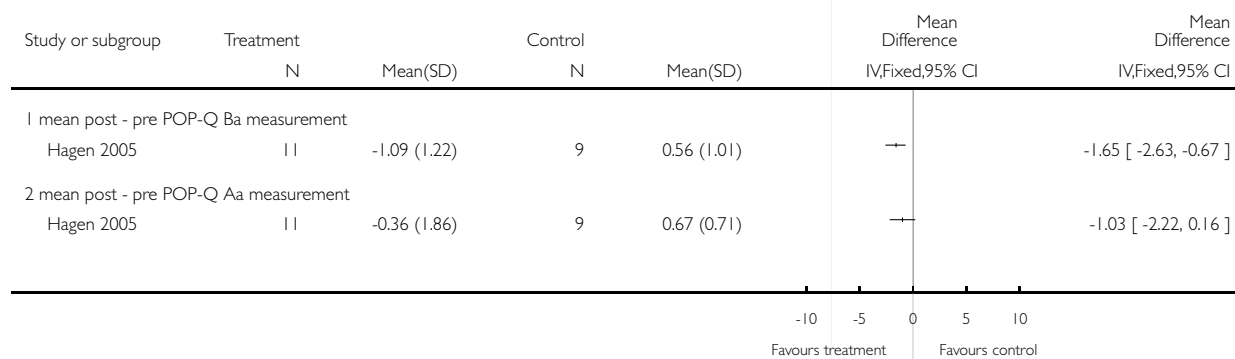 Study or subgroup Treatment Control Mean Difference Mean Difference
N Mean(SD) N Mean(SD) IV,Fixed,95% CI IV,Fixed,95% CI
1 mean post - pre POP-Q Ba measurement
Hagen 2005 11 -1.09 (1.22) 9 0.56 (1.01) -1.65 [ -2.63, -0.67 ]
2 mean post - pre POP-Q Aa measurement
Hagen 2005 11 -0.36 (1.86) 9 0.67 (0.71) -1.03 [ -2.22, 0.16 ]
-10 -5 0 5 10
Favours treatment Favours control